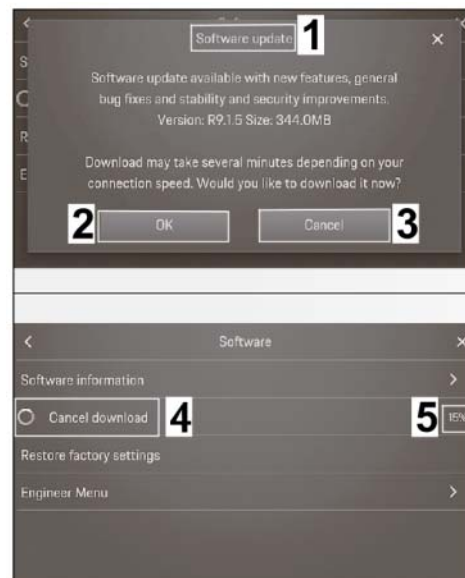 Software update 1
Software update available with new features, general
bug fixes and stability and security improvements.
Version: R9.1.5 Size: 344.0MB
Download may take several minutes depending on your
connection speed. Would you like to download it now?
2 OK Cancel 3
Software
Software information
Cancel download 4 5 15%
Restore factory settings
Engineer Menu